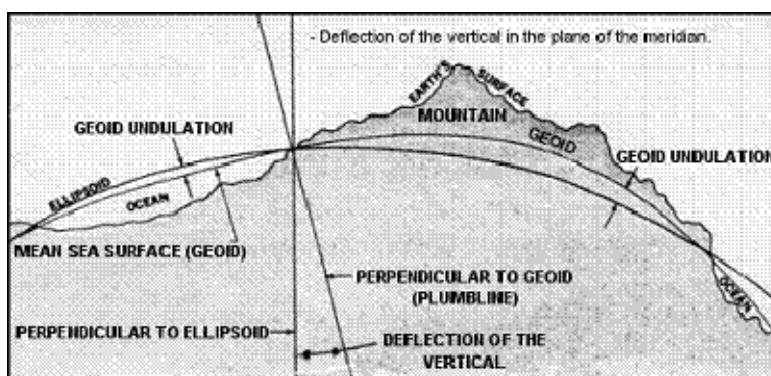 - Deflection of the vertical in the plane of the meridian.
EARTH'S SURFACE
MOUNTAIN
GEOID UNDULATION
GEOID
GEOID UNDULATION
ELLIPSOID
OCEAN
MEAN SEA SURFACE (GEOID)
PERPENDICULAR TO GEOID
(PLUMBLINE)
OCEAN
PERPENDICULAR TO ELLIPSOID
DEFLECTION OF THE
VERTICAL